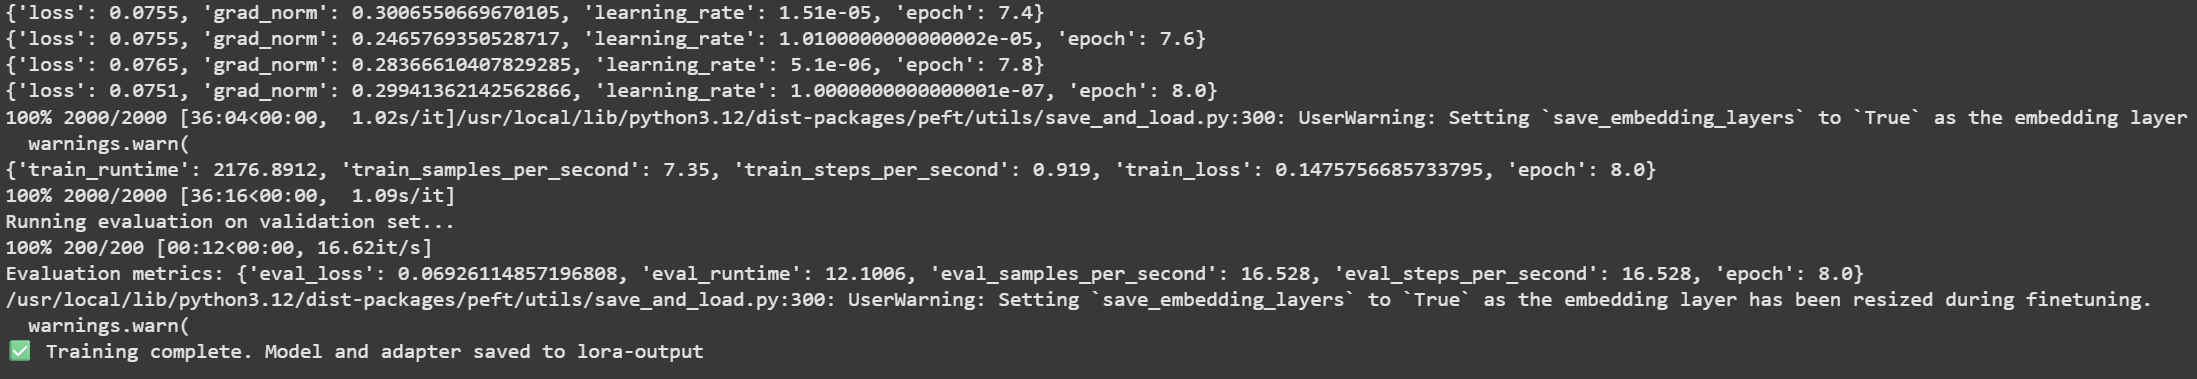 {'loss': 0.0755, 'grad_norm': 0.3006550669670105, 'learning_rate': 1.51e-05, 'epoch': 7.4}
{'loss': 0.0755, 'grad_norm': 0.2465769350528717, 'learning_rate': 1.0100000000000002e-05, 'epoch': 7.6}
{'loss': 0.0765, 'grad_norm': 0.28366610407829285, 'learning_rate': 5.1e-06, 'epoch': 7.8}
{'loss': 0.0751, 'grad_norm': 0.29941362142562866, 'learning_rate': 1.0000000000000001e-07, 'epoch': 8.0}
100% 2000/2000 [36:04<00:00,  1.02s/it]/usr/local/lib/python3.12/dist-packages/peft/utils/save_and_load.py:300: UserWarning: Setting `save_embedding_layers` to `True` as the embedding layer
  warnings.warn(
{'train_runtime': 2176.8912, 'train_samples_per_second': 7.35, 'train_steps_per_second': 0.919, 'train_loss': 0.1475756685733795, 'epoch': 8.0}
100% 2000/2000 [36:16<00:00,  1.09s/it]
Running evaluation on validation set...
100% 200/200 [00:12<00:00, 16.62it/s]
Evaluation metrics: {'eval_loss': 0.06926114857196808, 'eval_runtime': 12.1006, 'eval_samples_per_second': 16.528, 'eval_steps_per_second': 16.528, 'epoch': 8.0}
/usr/local/lib/python3.12/dist-packages/peft/utils/save_and_load.py:300: UserWarning: Setting `save_embedding_layers` to `True` as the embedding layer has been resized during finetuning.
  warnings.warn(
✅ Training complete. Model and adapter saved to lora-output